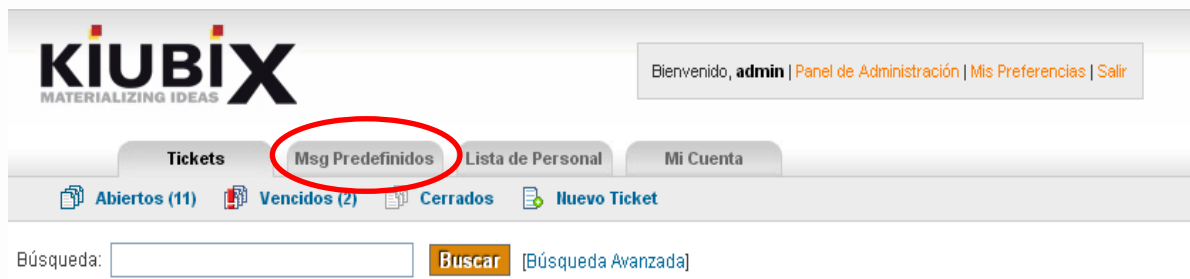 KIUBIX
MATERIALIZING IDEAS
Bienvenido, admin | Panel de Administración | Mis Preferencias | Salir
Tickets Msg Predefinidos Lista de Personal Mi Cuenta
Abiertos (11) Vencidos (2) Cerrados Nuevo Ticket
Búsqueda: Buscar [Búsqueda Avanzada]